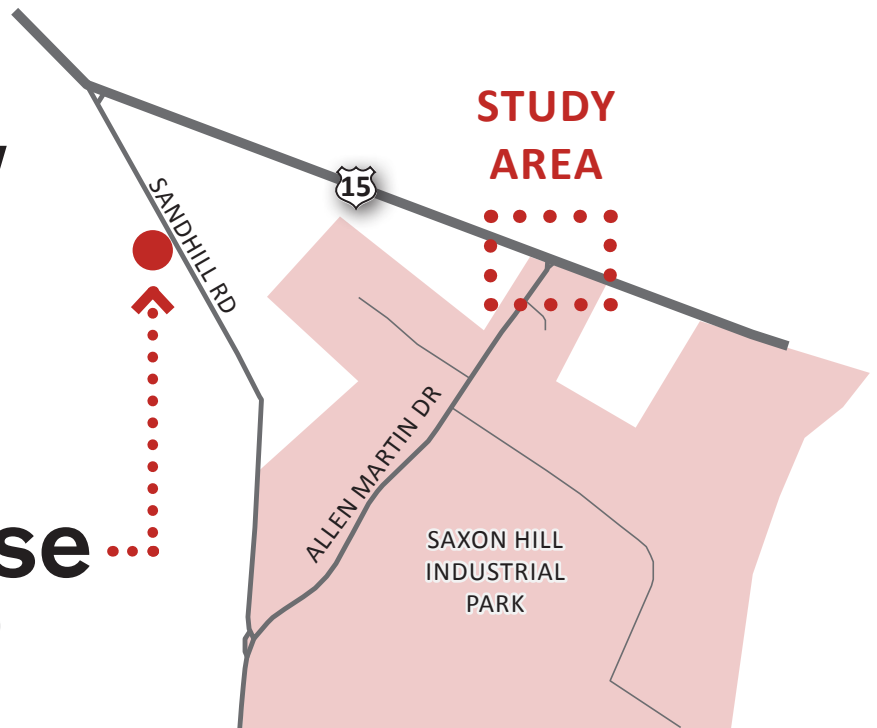 STUDY
AREA
15
SANDHILL RD
ALLEN MARTIN DR
se
SAXON HILL
INDUSTRIAL
PARK